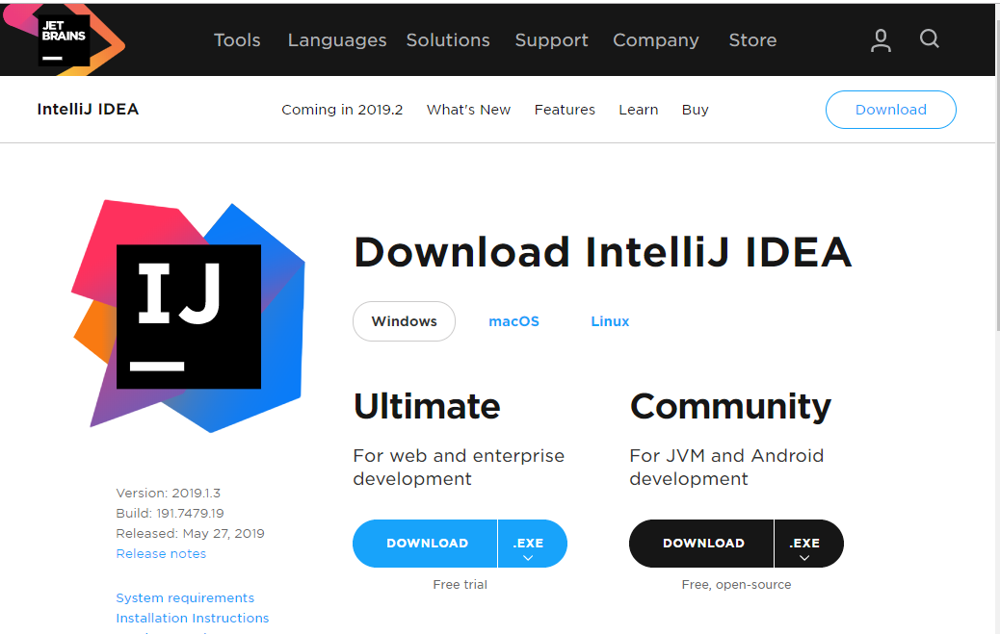 JET
BRAINS
Tools Languages Solutions Support Company Store
IntelliJ IDEA Coming in 2019.2 What's New Features Learn Buy Download
IJ
Download IntelliJ IDEA
Windows macOS Linux
Ultimate
For web and enterprise
development
DOWNLOAD .EXE
Free trial
Community
For JVM and Android
development
DOWNLOAD .EXE
Free, open-source
Version: 2019.1.3
Build: 191.7479.19
Released: May 27, 2019
Release notes
System requirements
Installation Instructions